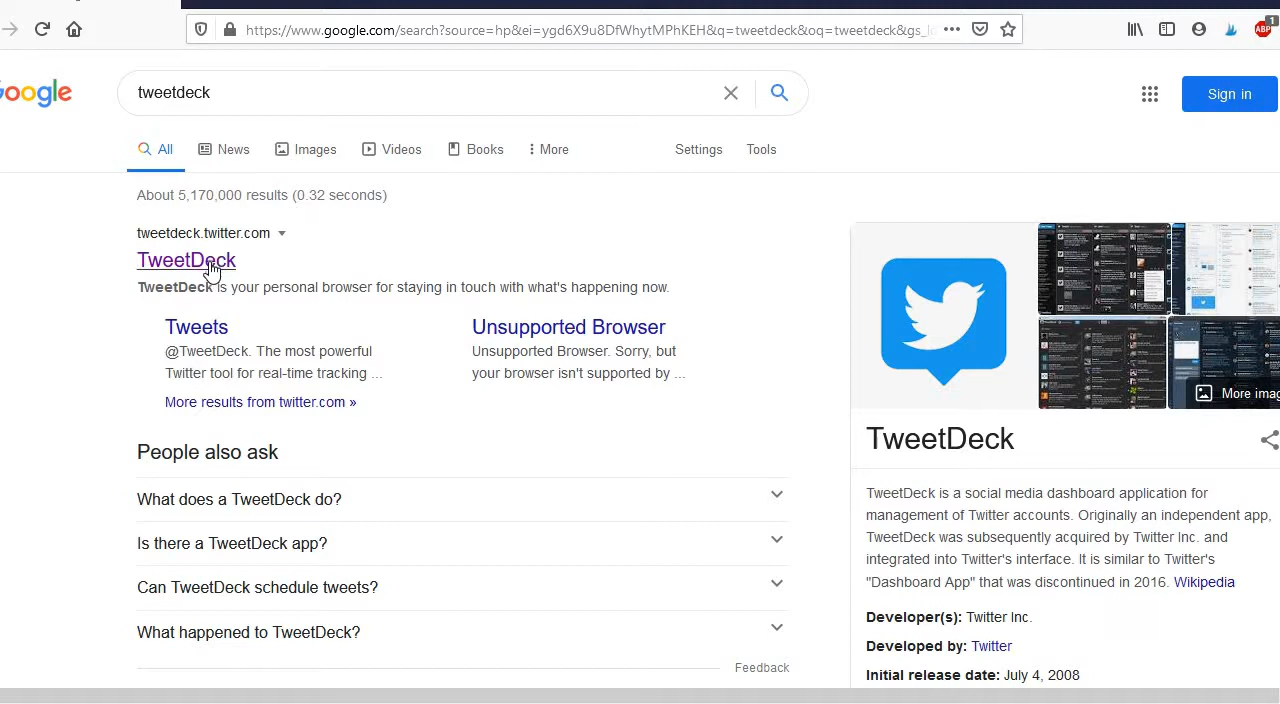 https://www.google.com/search?source=hp&ei=
&q=tweetdeck&oq=tweetdeck&gs_l
1
ABP
oogle
tweetdeck
Sign in
All
News
Images
Videos
Books
More
Settings
Tools
About 5,170,000 results (0.32 seconds)
tweetdeck.twitter.com
TweetDeck
TweetDeck is your personal browser for staying in touch with what's happening now.
Tweets
@TweetDeck. The most powerful
Twitter tool for real-time tracking ...
More results from twitter.com »
Unsupported Browser
Unsupported Browser. Sorry, but
your browser isn't supported by ...
People also ask
What does a TweetDeck do?
Is there a TweetDeck app?
Can TweetDeck schedule tweets?
What happened to TweetDeck?
Feedback
More imag
TweetDeck
TweetDeck is a social media dashboard application for
management of Twitter accounts. Originally an independent app,
TweetDeck was subsequently acquired by Twitter Inc. and
integrated into Twitter's interface. It is similar to Twitter's
"Dashboard App" that was discontinued in 2016. Wikipedia
Developer(s): Twitter Inc.
Developed by: Twitter
Initial release date: July 4, 2008